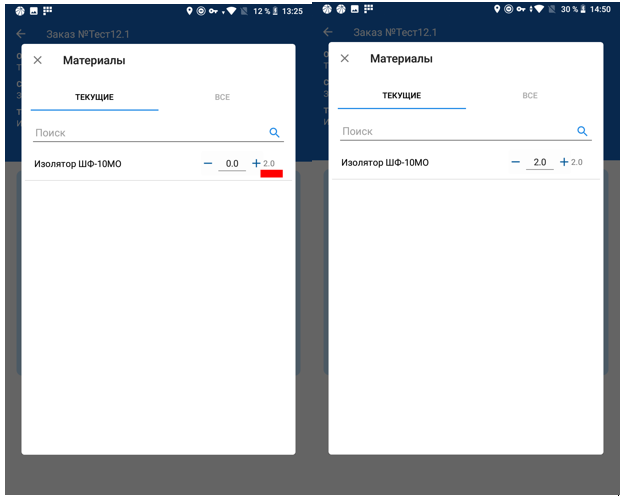 12 % 13:25
Заказ №Тест12.1
Материалы
ТЕКУЩИЕ ВСЕ
Поиск
Изолятор ШФ-10МО − 0.0 + 2.0
30 % 14:50
Заказ №Тест12.1
Материалы
ТЕКУЩИЕ ВСЕ
Поиск
Изолятор ШФ-10МО − 2.0 + 2.0